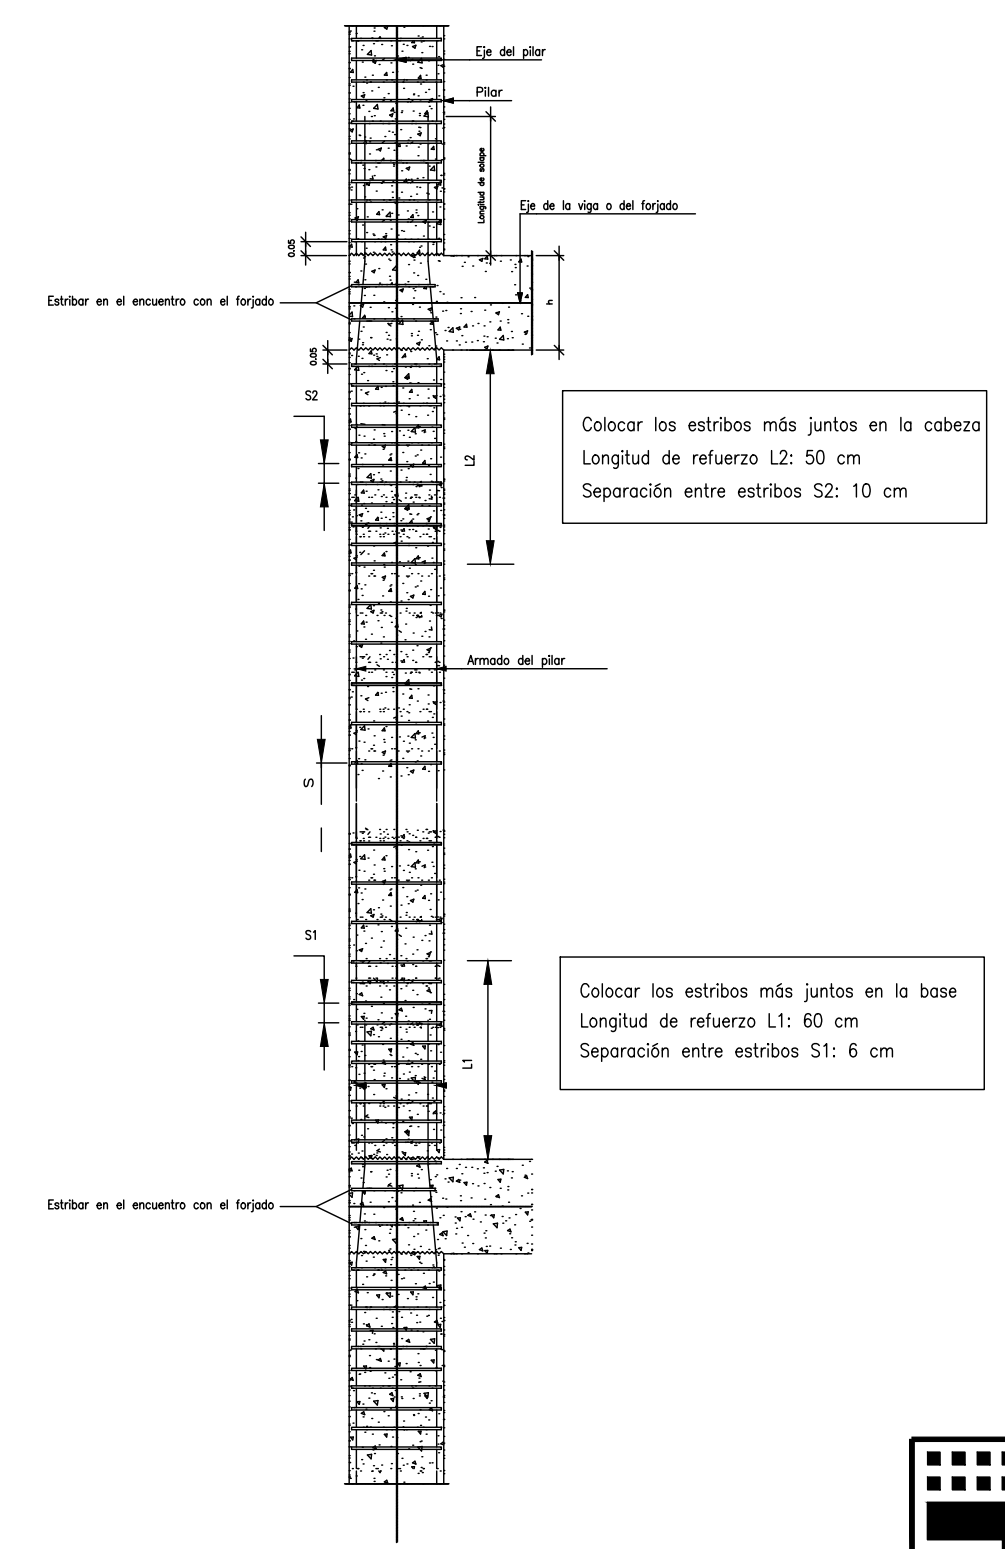 Eje del pilar
Pilar
Longitud de solape
Eje de la viga o del forjado
0.05
Estribar en el encuentro con el forjado
h
0.05
S2
Colocar los estribos más juntos en la cabeza
Longitud de refuerzo L2: 50 cm
Separación entre estribos S2: 10 cm
L2
Armado del pilar
S
S1
Colocar los estribos más juntos en la base
Longitud de refuerzo L1: 60 cm
Separación entre estribos S1: 6 cm
L1
Estribar en el encuentro con el forjado